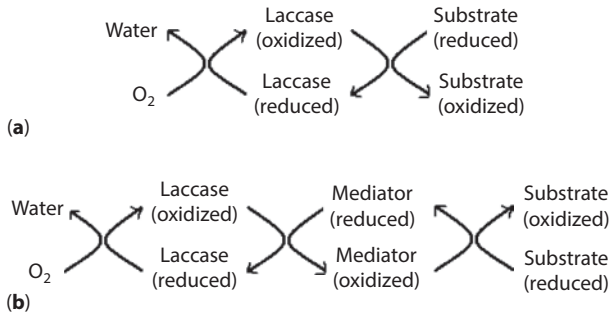 Water
Laccase
(oxidized)
Substrate
(reduced)
O2
Laccase
(reduced)
Substrate
(oxidized)
(a)
Water
Laccase
(oxidized)
Mediator
(reduced)
Substrate
(oxidized)
O2
Laccase
(reduced)
Mediator
(oxidized)
Substrate
(reduced)
(b)